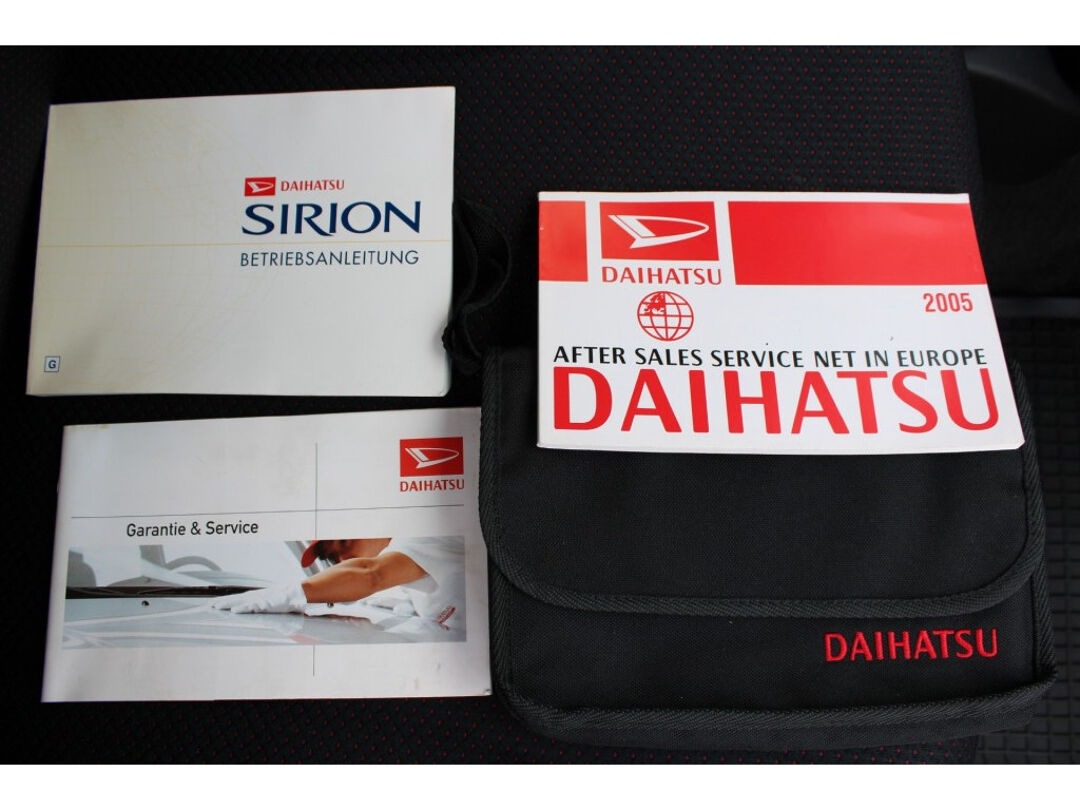 DAIHATSU
SIRION
BETRIEBSANLEITUNG
G
DAIHATSU
2005
AFTER SALES SERVICE NET IN EUROPE
DAIHATSU
DAIHATSU
Garantie & Service
DAIHATSU